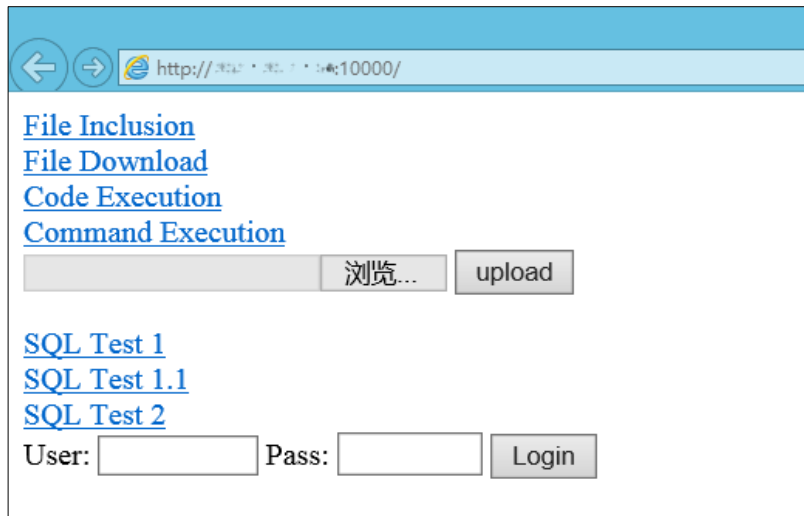 http:// :10000/
File Inclusion
File Download
Code Execution
Command Execution
浏览... upload
SQL Test 1
SQL Test 1.1
SQL Test 2
User: Pass: Login